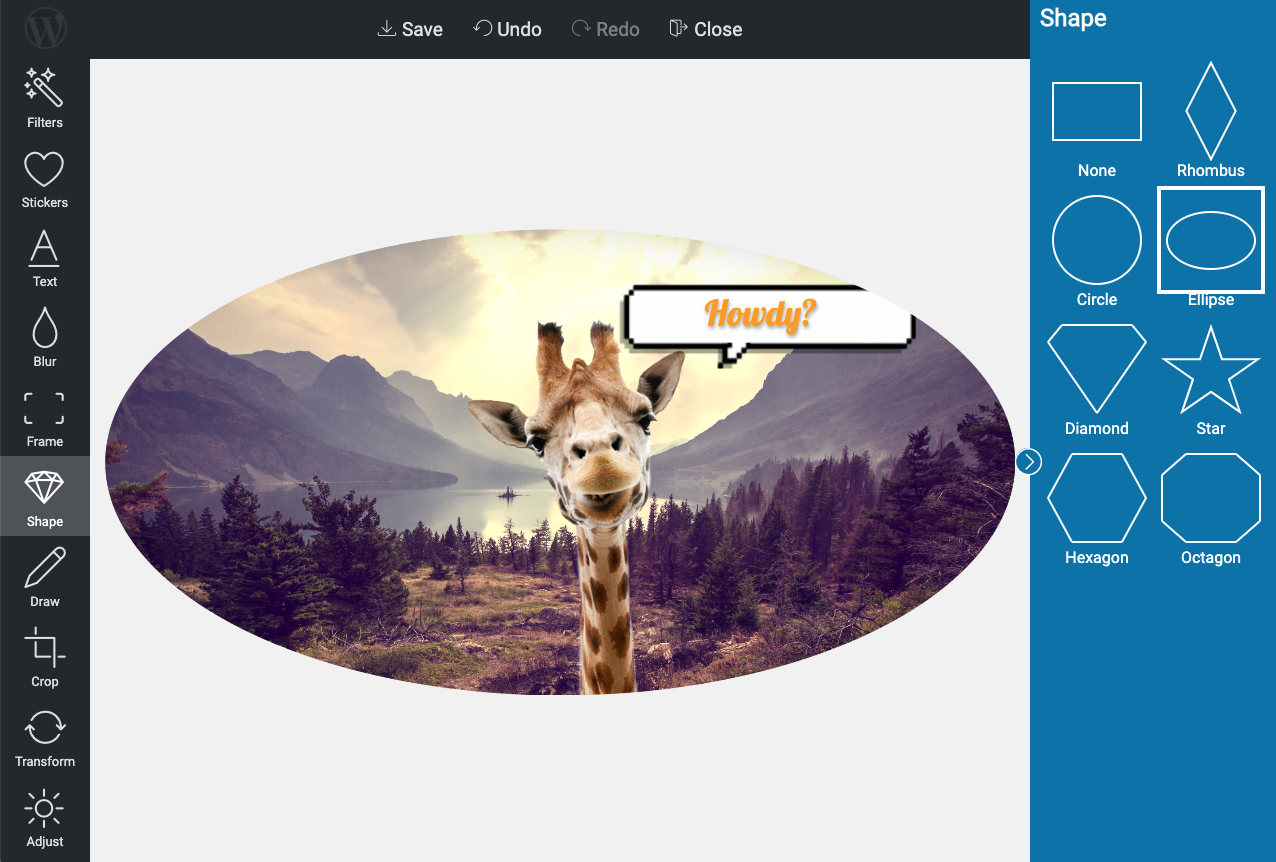 Save Undo Redo Close
Shape
Filters
Stickers
Text
Blur
Frame
Shape
Draw
Crop
Transform
Adjust
Howdy?
None Rhombus
Circle Ellipse
Diamond Star
Hexagon Octagon